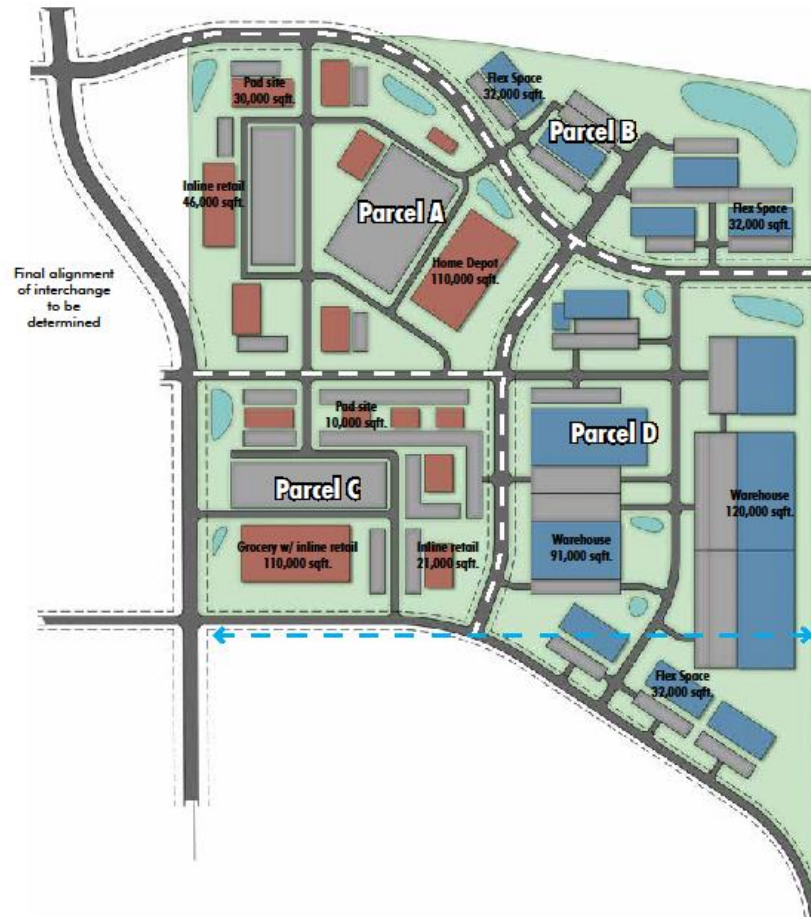 Pad site
30,000 sqft.
Flex Space
32,000 sqft.
Parcel B
Inline retail
46,000 sqft.
Parcel A
Flex Space
32,000 sqft.
Home Depot
110,000 sqft.
Final alignment
of interchange
to be
determined
Pad site
10,000 sqft.
Parcel D
Parcel C
Warehouse
120,000 sqft.
Grocery w/ inline retail
110,000 sqft.
Inline retail
21,000 sqft.
Warehouse
91,000 sqft.
Flex Space
32,000 sqft.